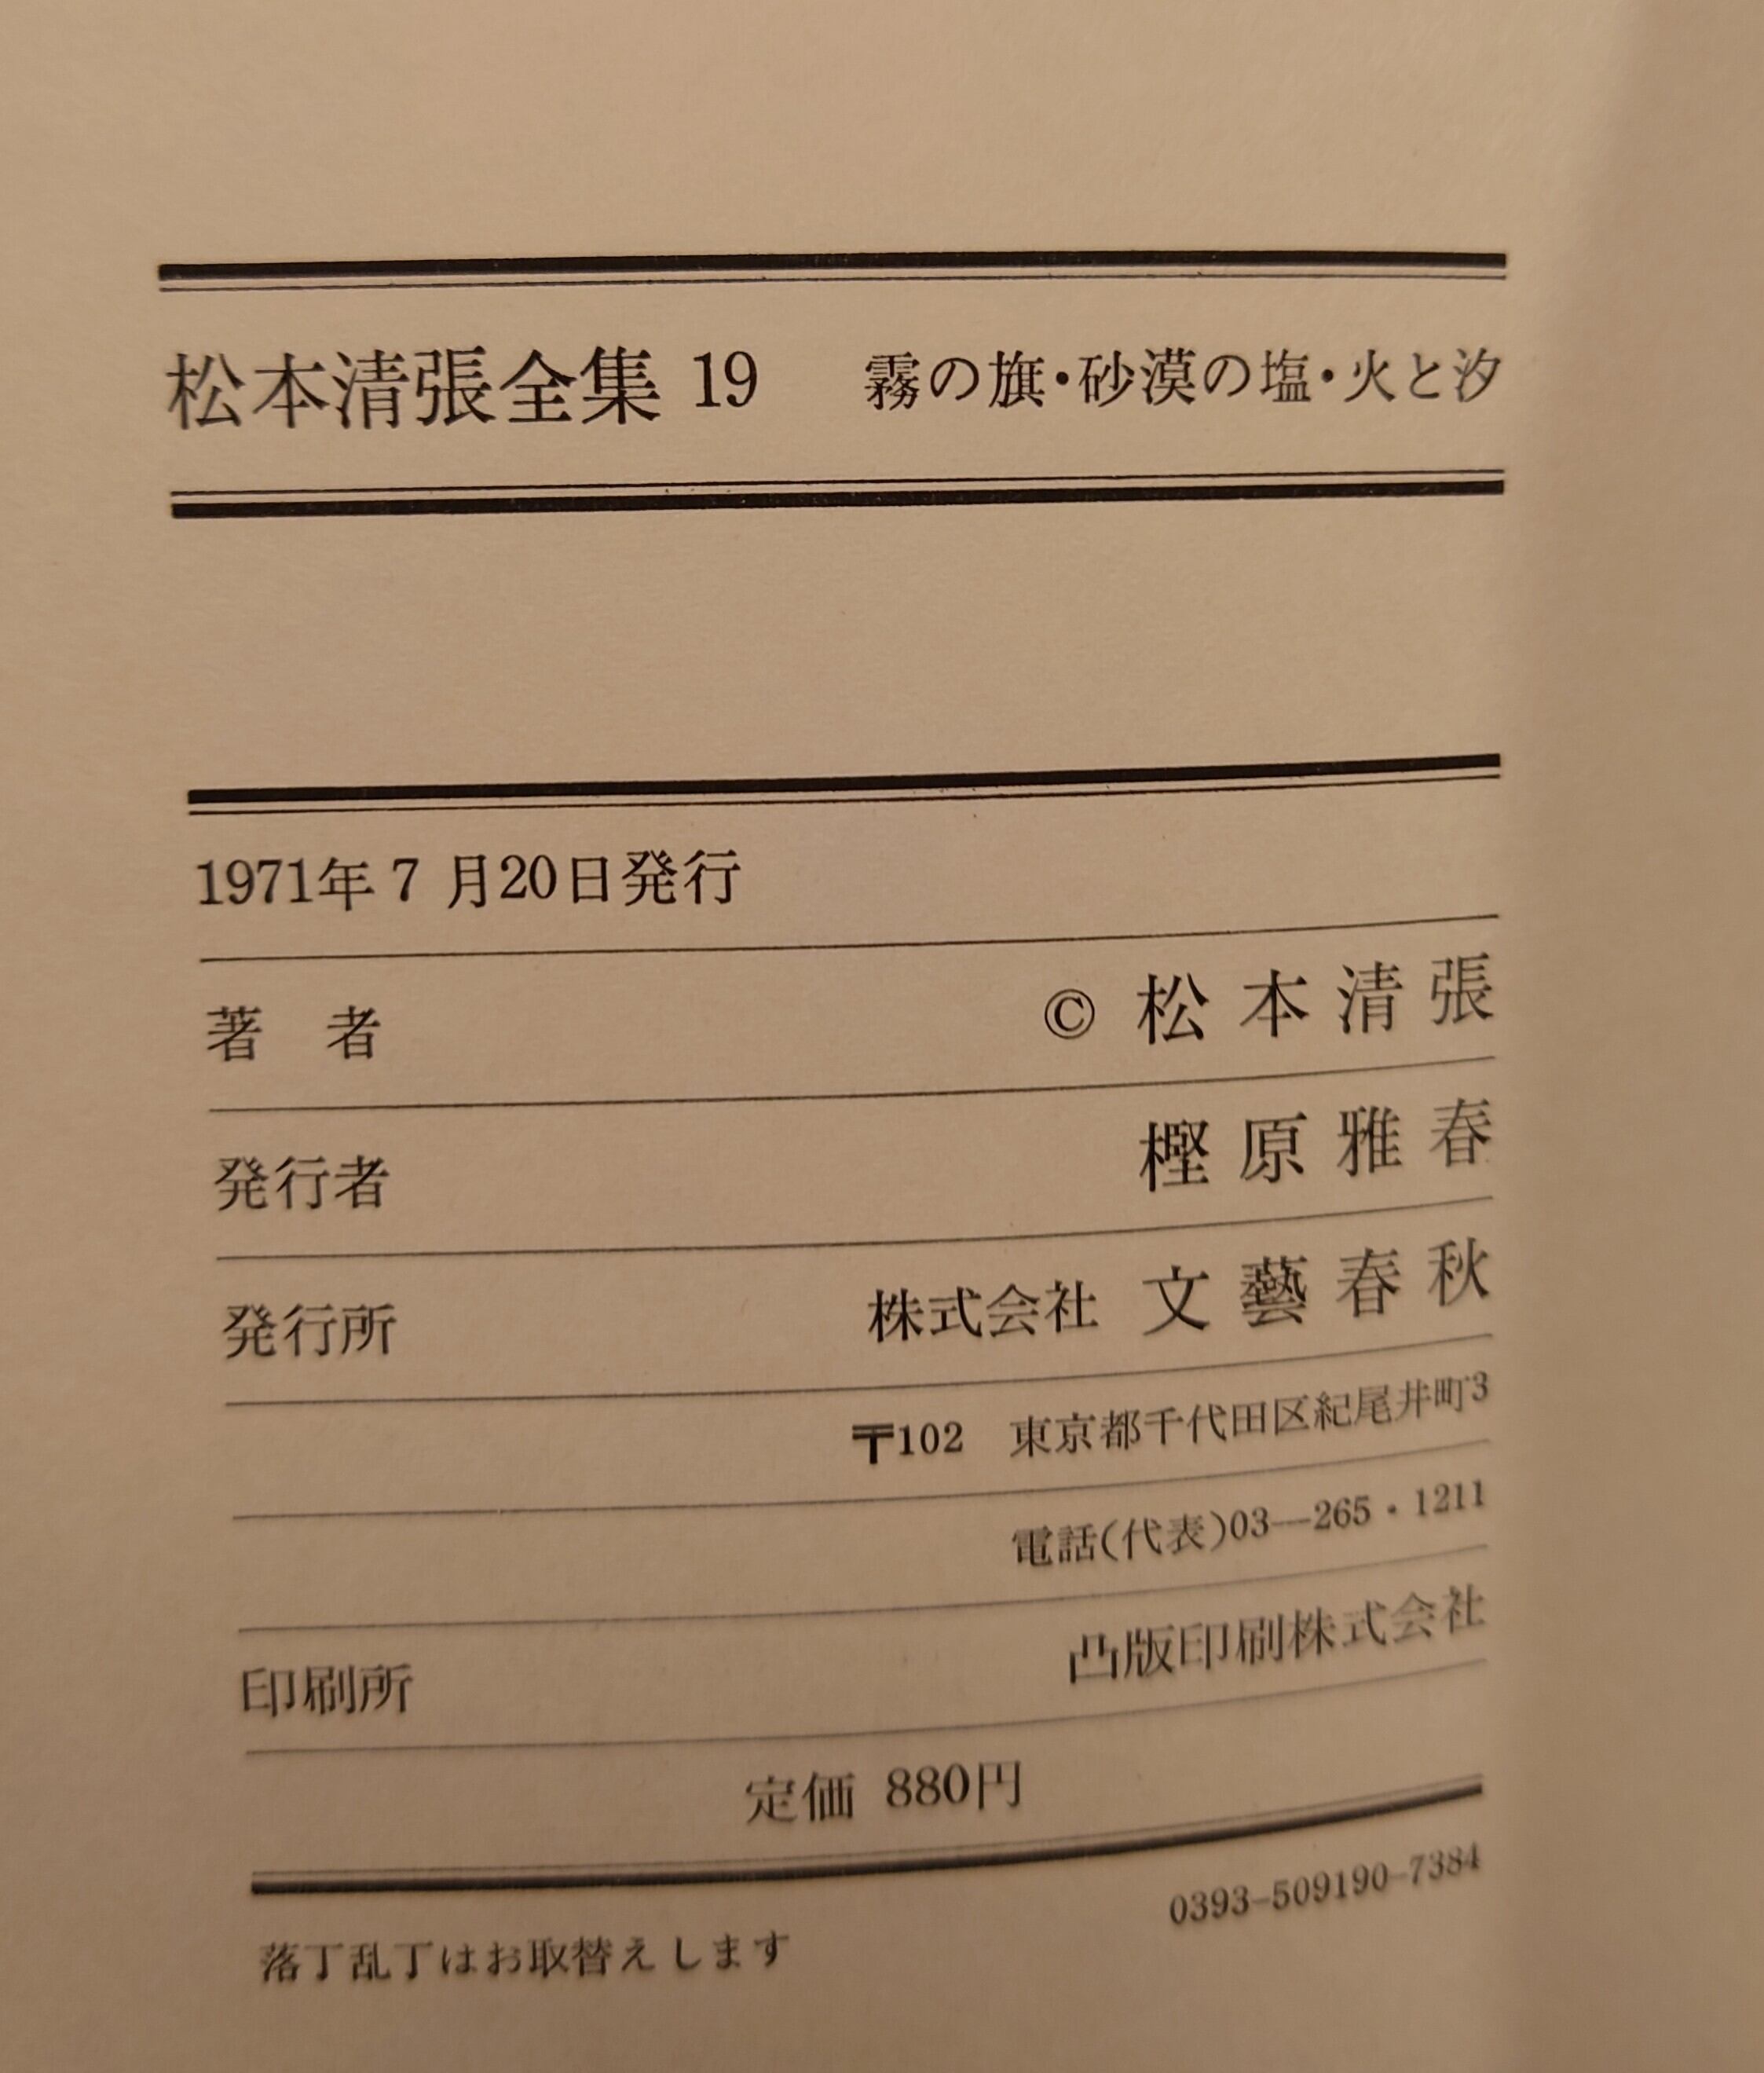 松本清張全集 19　霧の旗・砂漠の塩・火と汐
1971年7月20日発行
著　者　© 松本清張
発行者　樫原雅春
発行所　株式会社 文藝春秋
〒102　東京都千代田区紀尾井町3
電話(代表)03―265・1211
印刷所　凸版印刷株式会社
定価 880円
0393-509190-7384
落丁乱丁はお取替えします